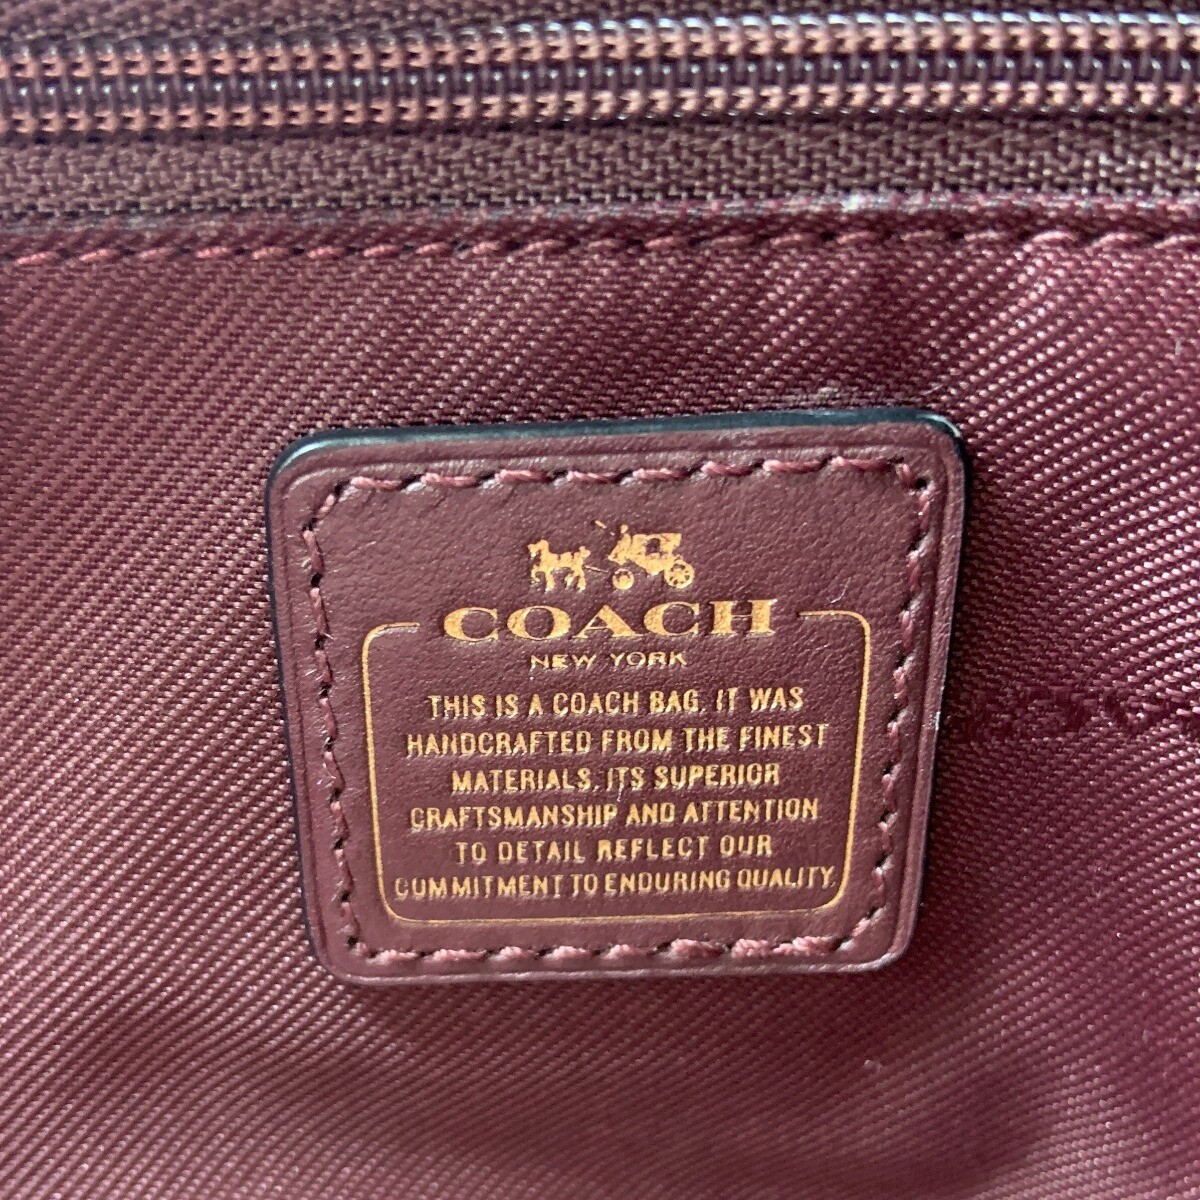 COACH
NEW YORK
THIS IS A COACH BAG. IT WAS
HANDCRAFTED FROM THE FINEST
MATERIALS. ITS SUPERIOR
CRAFTSMANSHIP AND ATTENTION
TO DETAIL REFLECT OUR
COMMITMENT TO ENDURING QUALITY.